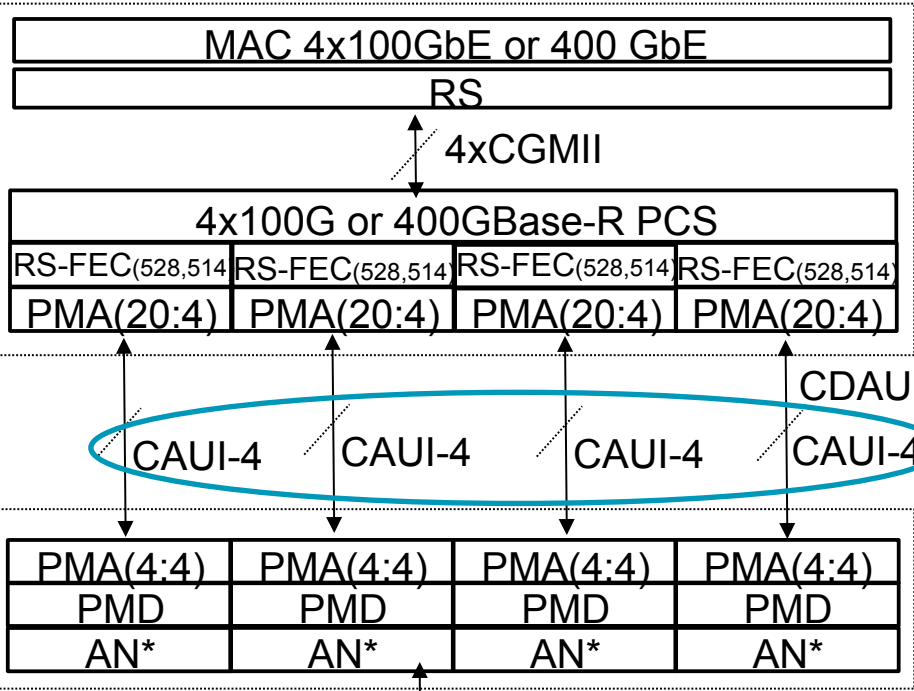 MAC 4x100GbE or 400 GbE
RS
4xCGMII
4x100G or 400GBase-R PCS
RS-FEC(528,514) RS-FEC(528,514) RS-FEC(528,514) RS-FEC(528,514)
PMA(20:4) PMA(20:4) PMA(20:4) PMA(20:4)
CDAU
CAUI-4 CAUI-4 CAUI-4 CAUI-4
PMA(4:4) PMA(4:4) PMA(4:4) PMA(4:4)
PMD PMD PMD PMD
AN* AN* AN* AN*